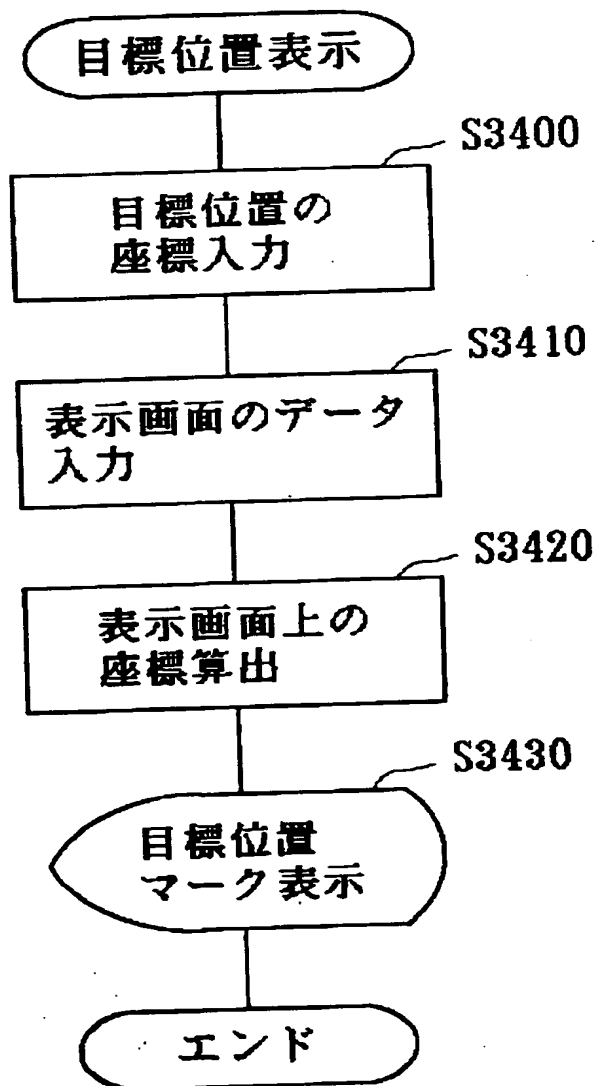 目標位置表示
S3400
目標位置の
座標入力
S3410
表示画面のデータ
入力
S3420
表示画面上の
座標算出
S3430
目標位置
マーク表示
エンド